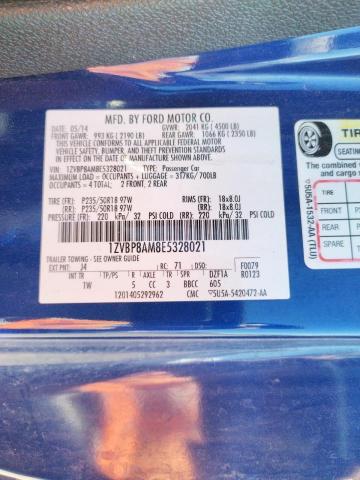 MFD. BY FORD MOTOR CO.
DATE: 05/14 GVWR: 2041 KG ( 4500 LB)
FRONT GAWR: 993 KG ( 2190 LB) REAR GAWR: 1066 KG ( 2350 LB)
THIS VEHICLE CONFORMS TO ALL APPLICABLE FEDERAL MOTOR
VEHICLE SAFETY, BUMPER, AND THEFT PREVENTION STANDARDS IN
EFFECT ON THE DATE OF MANUFACTURE SHOWN ABOVE.
VIN: 1ZVBP8AM8E5328021 TYPE: Passenger Car
MAXIMUM LOAD = OCCUPANTS + LUGGAGE = 317KG/700LB
OCCUPANTS = 4 TOTAL: 2 FRONT, 2 REAR
TIRES (FR): P235/50R18 97W RIMS (FR): 18x8.0J
(RR): P235/50R18 97W (RR): 18x8.0J
PRESSURE (FR) 220 kPa/ 32 PSI COLD (RR) 220 kPa/ 32 PSI COLD
1ZVBP8AM8E5328021
TRAILER TOWING - SEE OWNER GUIDE
EXT PNT: J4 RC: 71 DSO: F0079
INT TR TP/PS R AXLE TR DZF1A R0123
TW 5 CC 3 BBCC 605
1201405292962 CMC 5U5A-5420472-AA
TIR
SEATING
The combined
of
TIRE
FRONT
REAR
SPARE
5U5A-1532-AA (TLU)